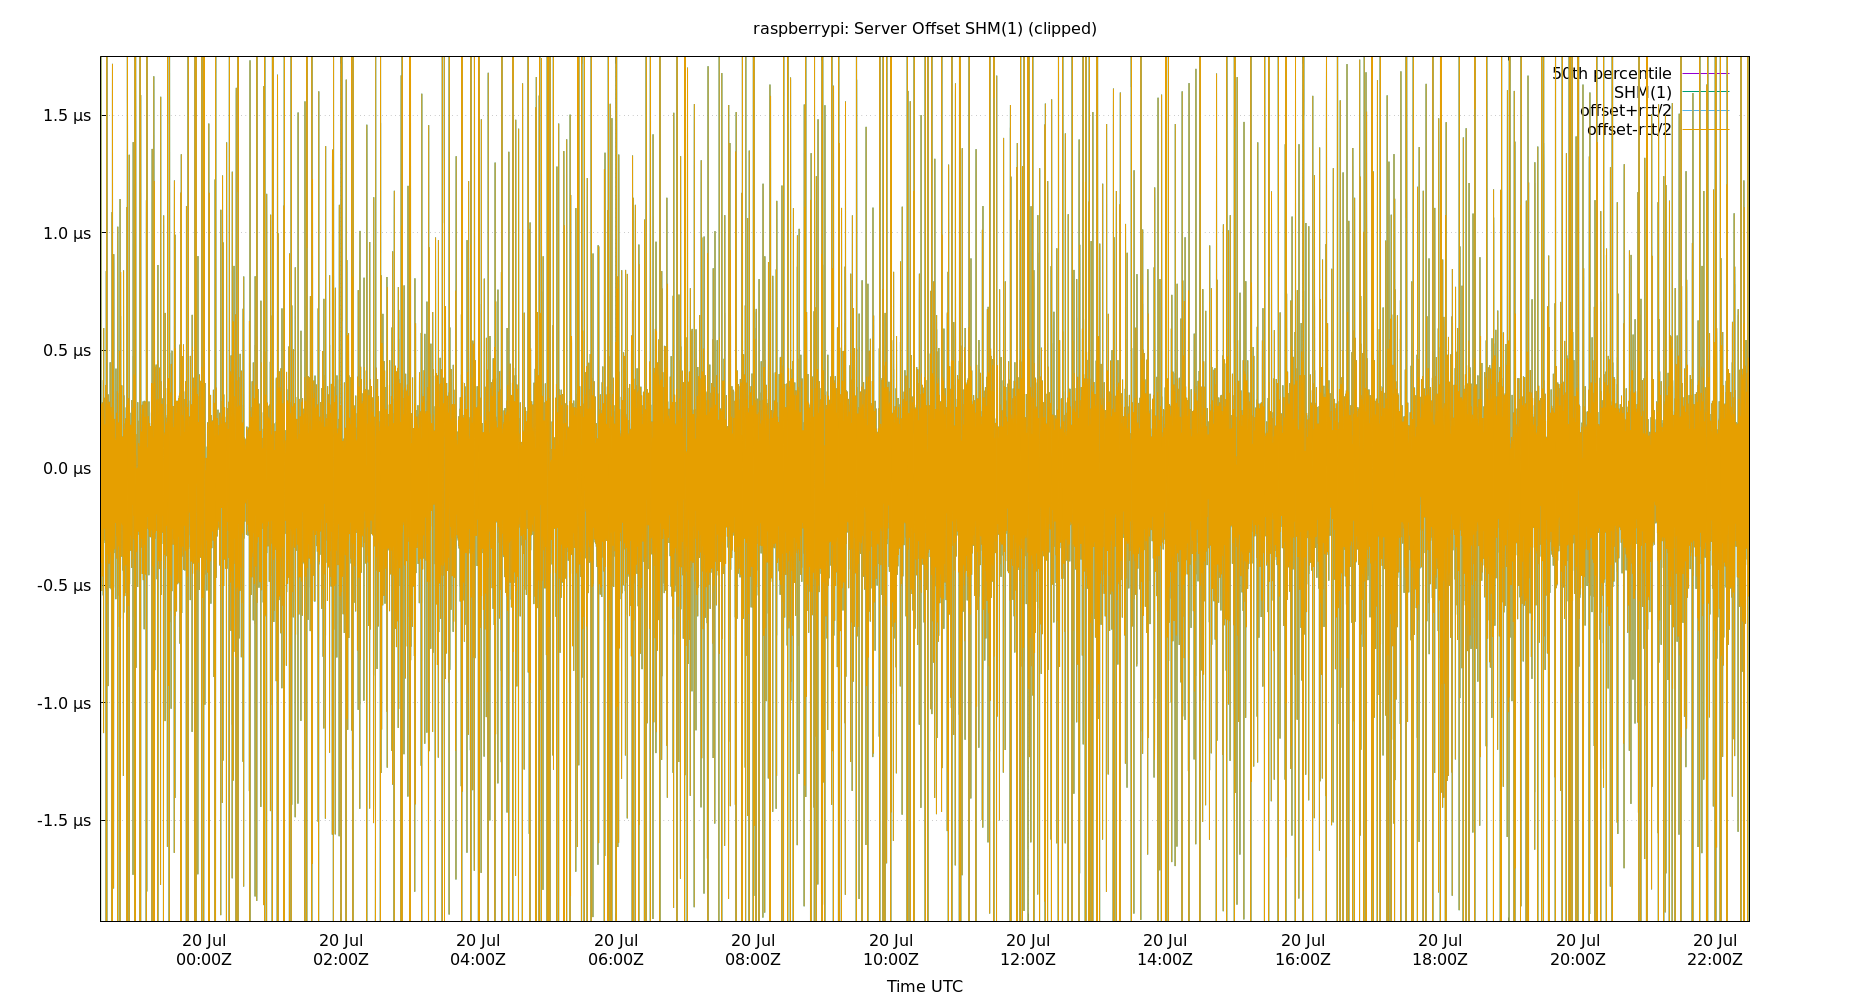 raspberrypi: Server Offset SHM(1) (clipped)
50th percentile
SHM(1)
offset+rtt/2
offset-rtt/2
1.5 µs
1.0 µs
0.5 µs
0.0 µs
-0.5 µs
-1.0 µs
-1.5 µs
20 Jul 20 Jul 20 Jul 20 Jul 20 Jul 20 Jul 20 Jul 20 Jul 20 Jul 20 Jul 20 Jul 20 Jul
00:00Z 02:00Z 04:00Z 06:00Z 08:00Z 10:00Z 12:00Z 14:00Z 16:00Z 18:00Z 20:00Z 22:00Z
Time UTC